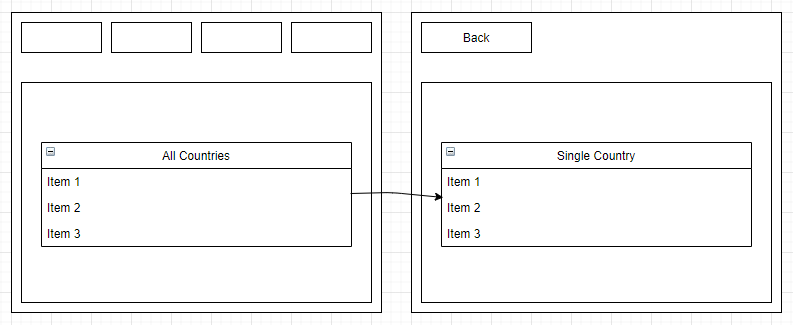 Back
All Countries
Item 1
Item 2
Item 3
Single Country
Item 1
Item 2
Item 3